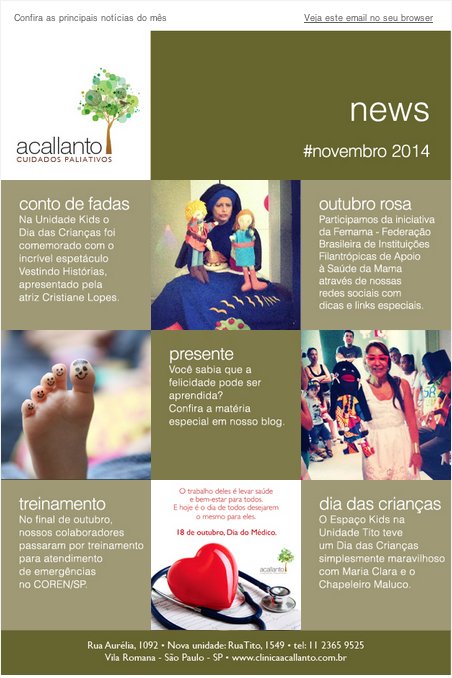 Confira as principais notícias do mês
Veja este email no seu browser
acallanto
CUIDADOS PALIATIVOS
news
#novembro 2014
conto de fadas
Na Unidade Kids o
Dia das Crianças foi
comemorado com o
incrível espetáculo
Vestindo Histórias,
apresentado pela
atriz Cristiane Lopes.
outubro rosa
Participamos da iniciativa
da Femama - Federação
Brasileira de Instituições
Filantrópicas de Apoio
à Saúde da Mama
através de nossas
redes sociais com
dicas e links especiais.
presente
Você sabia que a
felicidade pode ser
aprendida?
Confira a matéria
especial em nosso blog.
treinamento
No final de outubro,
nossos colaboradores
passaram por treinamento
para atendimento
de emergências
no COREN/SP.
O trabalho deles é levar saúde
e bem-estar para todos.
E hoje é o dia de todos desejarem
o mesmo para eles.
18 de outubro, Dia do Médico.
acallanto
dia das crianças
O Espaço Kids na
Unidade Tito teve
um Dia das Crianças
simplesmente maravilhoso
com Maria Clara e o
Chapeleiro Maluco.
Rua Aurélia, 1092 • Nova unidade: RuaTito, 1549 • tel: 11 2365 9525
Vila Romana - São Paulo - SP • www.clinicaacallanto.com.br